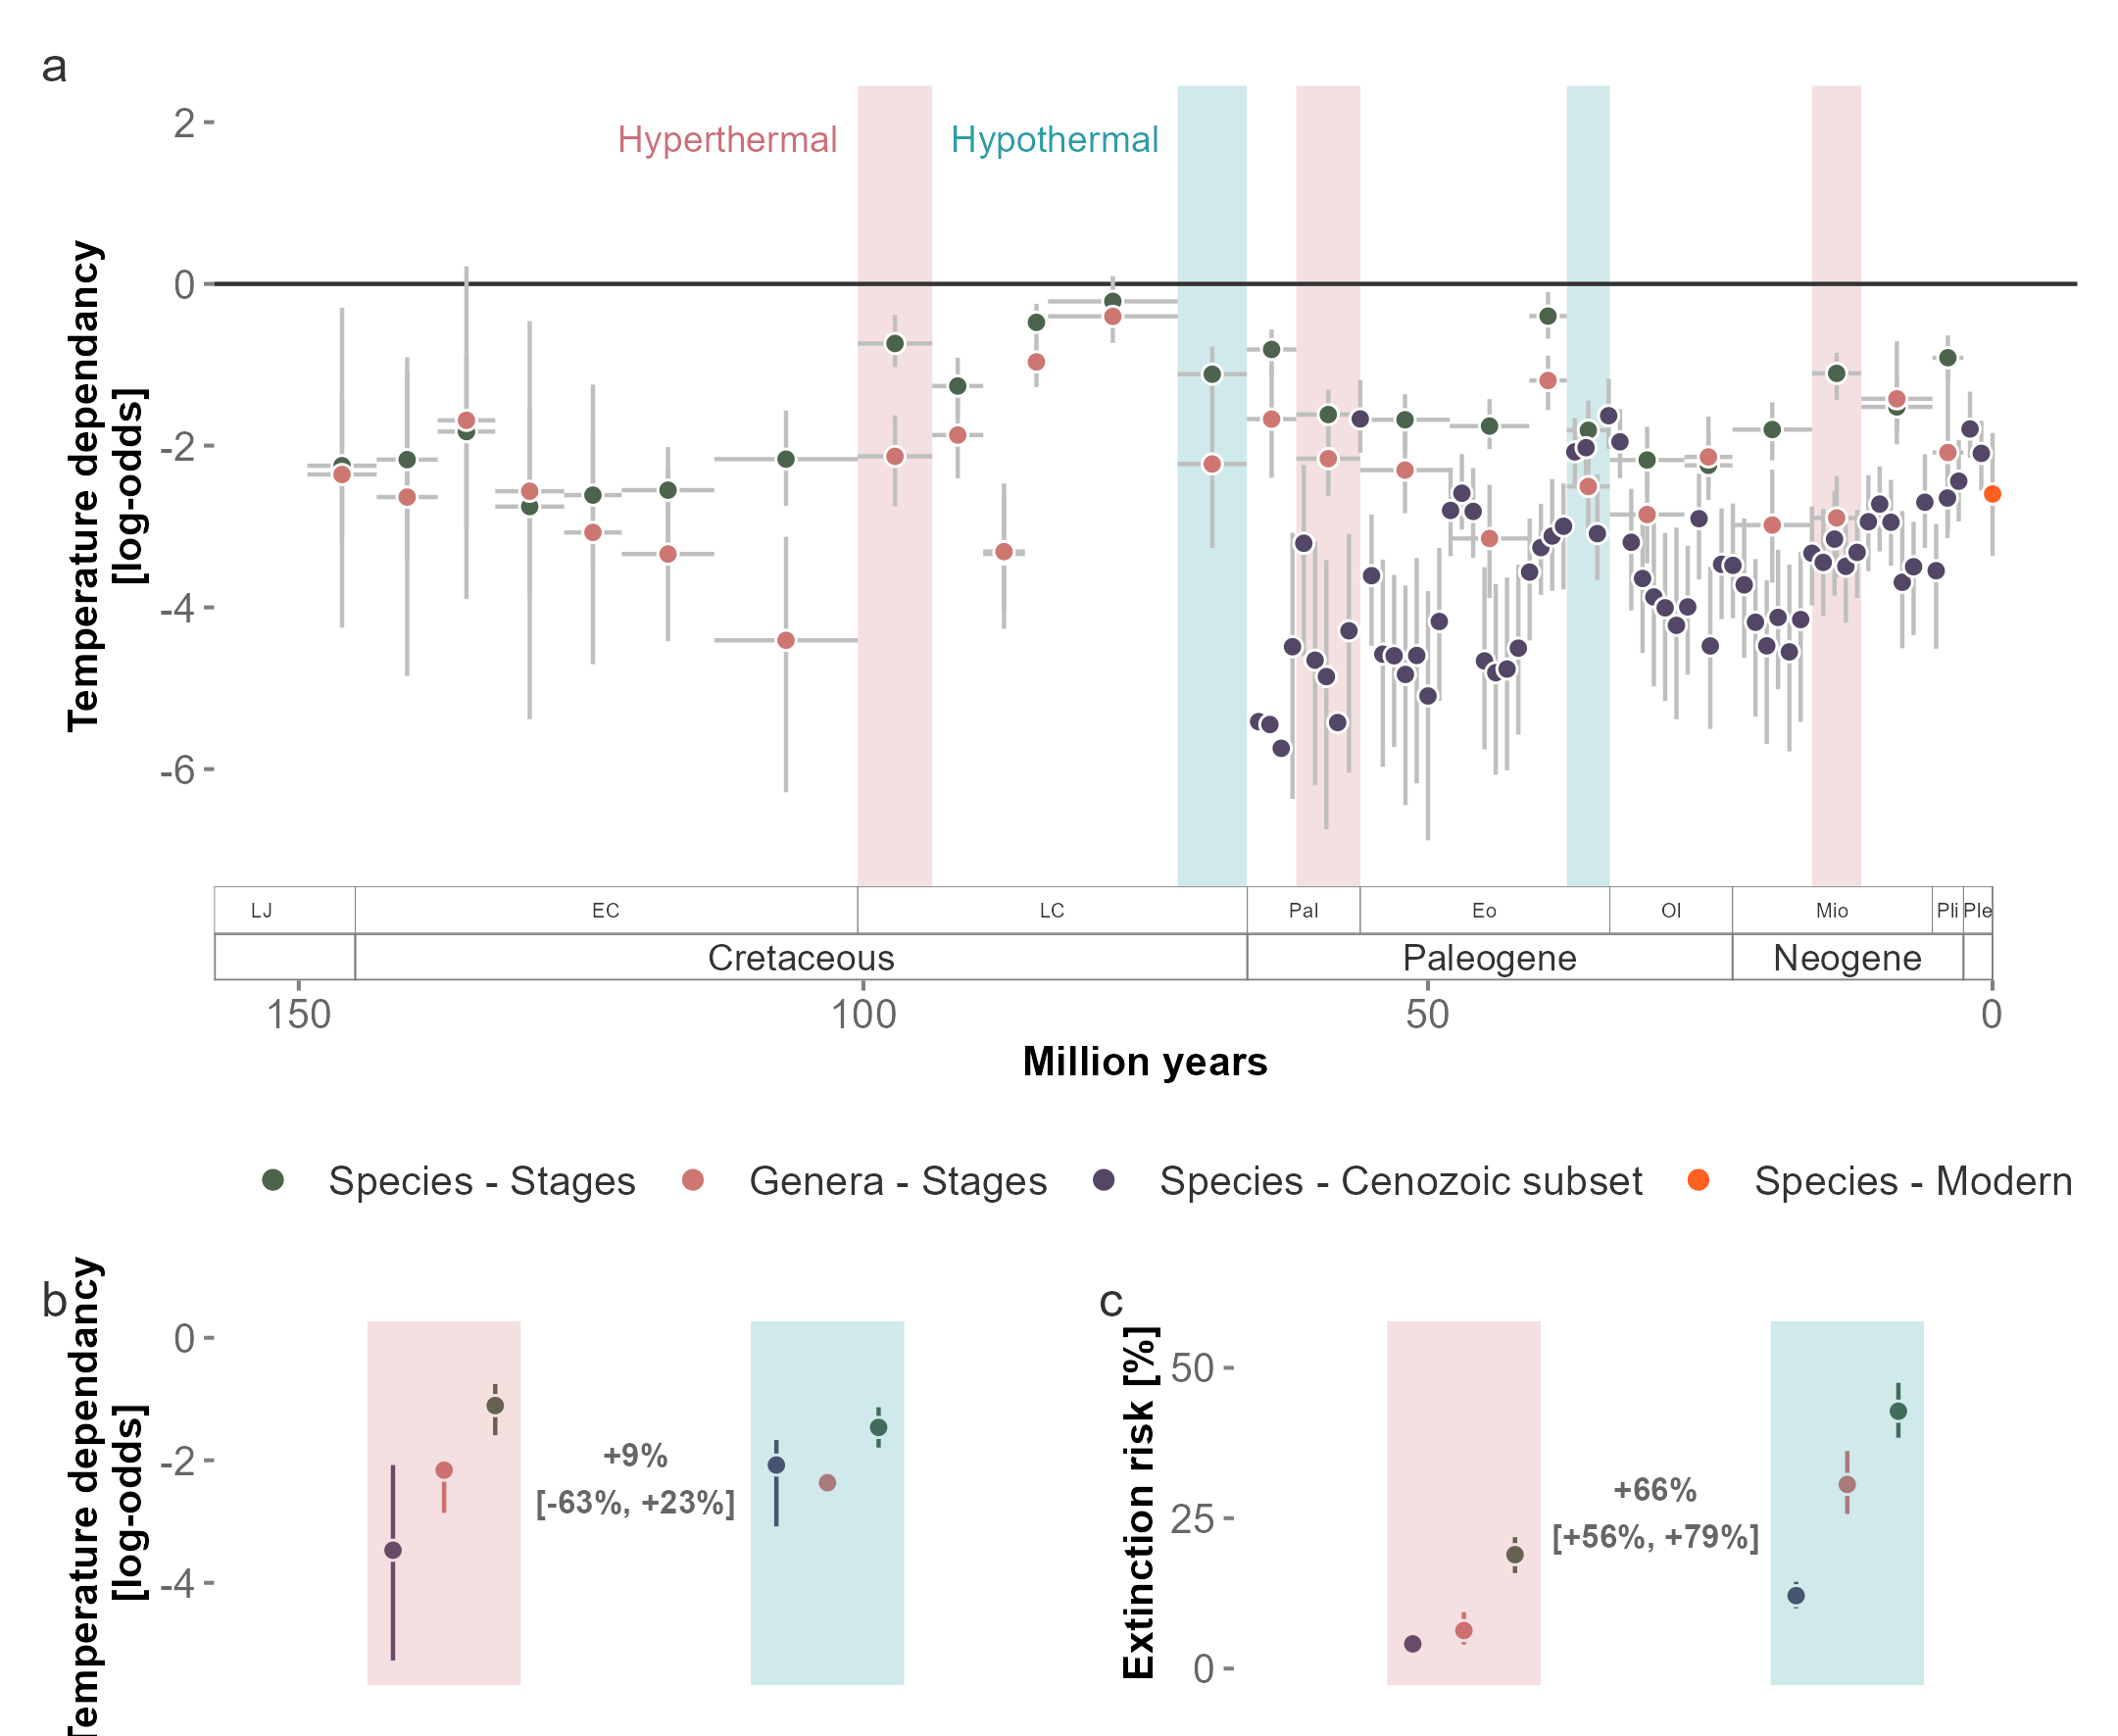 a
Temperature dependancy
[log-odds]
2
0
-2
-4
-6
Hyperthermal
Hypothermal
LJ
EC
LC
Pal
Eo
Ol
Mio
Pli
Ple
Cretaceous
Paleogene
Neogene
150
100
50
0
Million years
Species - Stages
Genera - Stages
Species - Cenozoic subset
Species - Modern
b
Temperature dependancy
[log-odds]
0
-2
-4
+9%
[-63%, +23%]
c
Extinction risk [%]
50
25
0
+66%
[+56%, +79%]